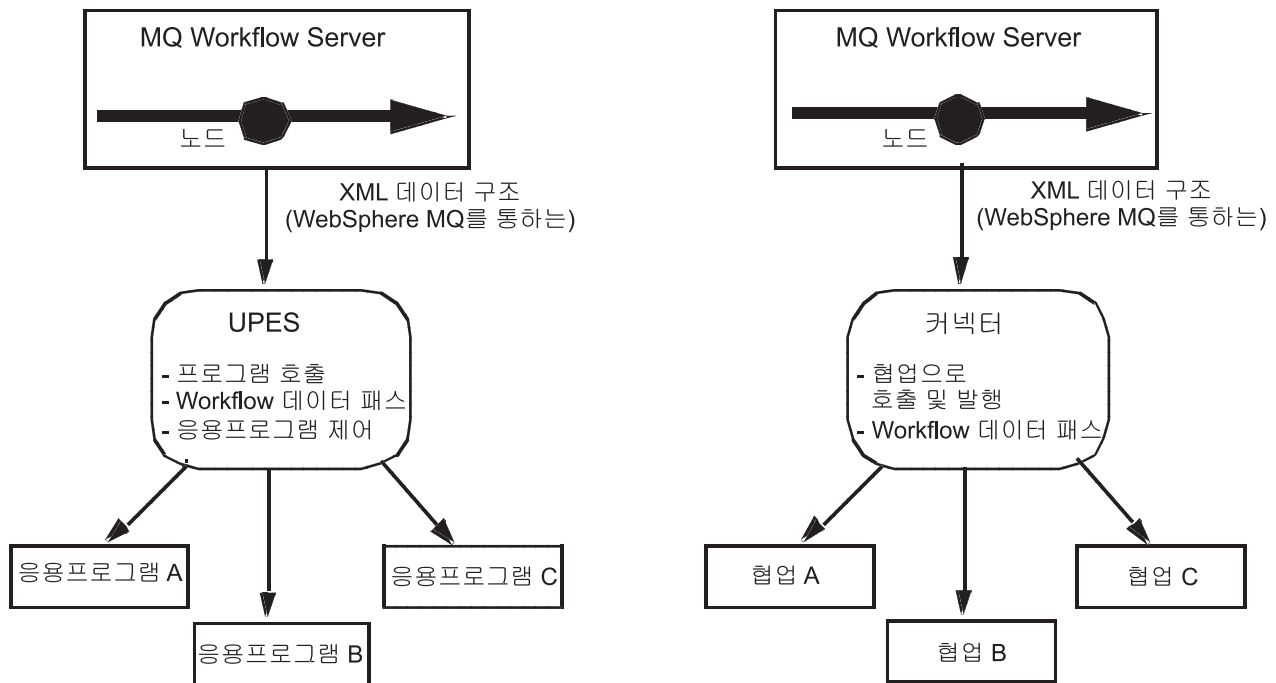 MQ Workflow Server
노드
XML 데이터 구조
(WebSphere MQ를 통하는)
UPES
- 프로그램 호출
- Workflow 데이터 패스
- 응용프로그램 제어
응용프로그램 A
응용프로그램 B
응용프로그램 C
MQ Workflow Server
노드
XML 데이터 구조
(WebSphere MQ를 통하는)
커넥터
- 협업으로
호출 및 발행
- Workflow 데이터 패스
협업 A
협업 B
협업 C